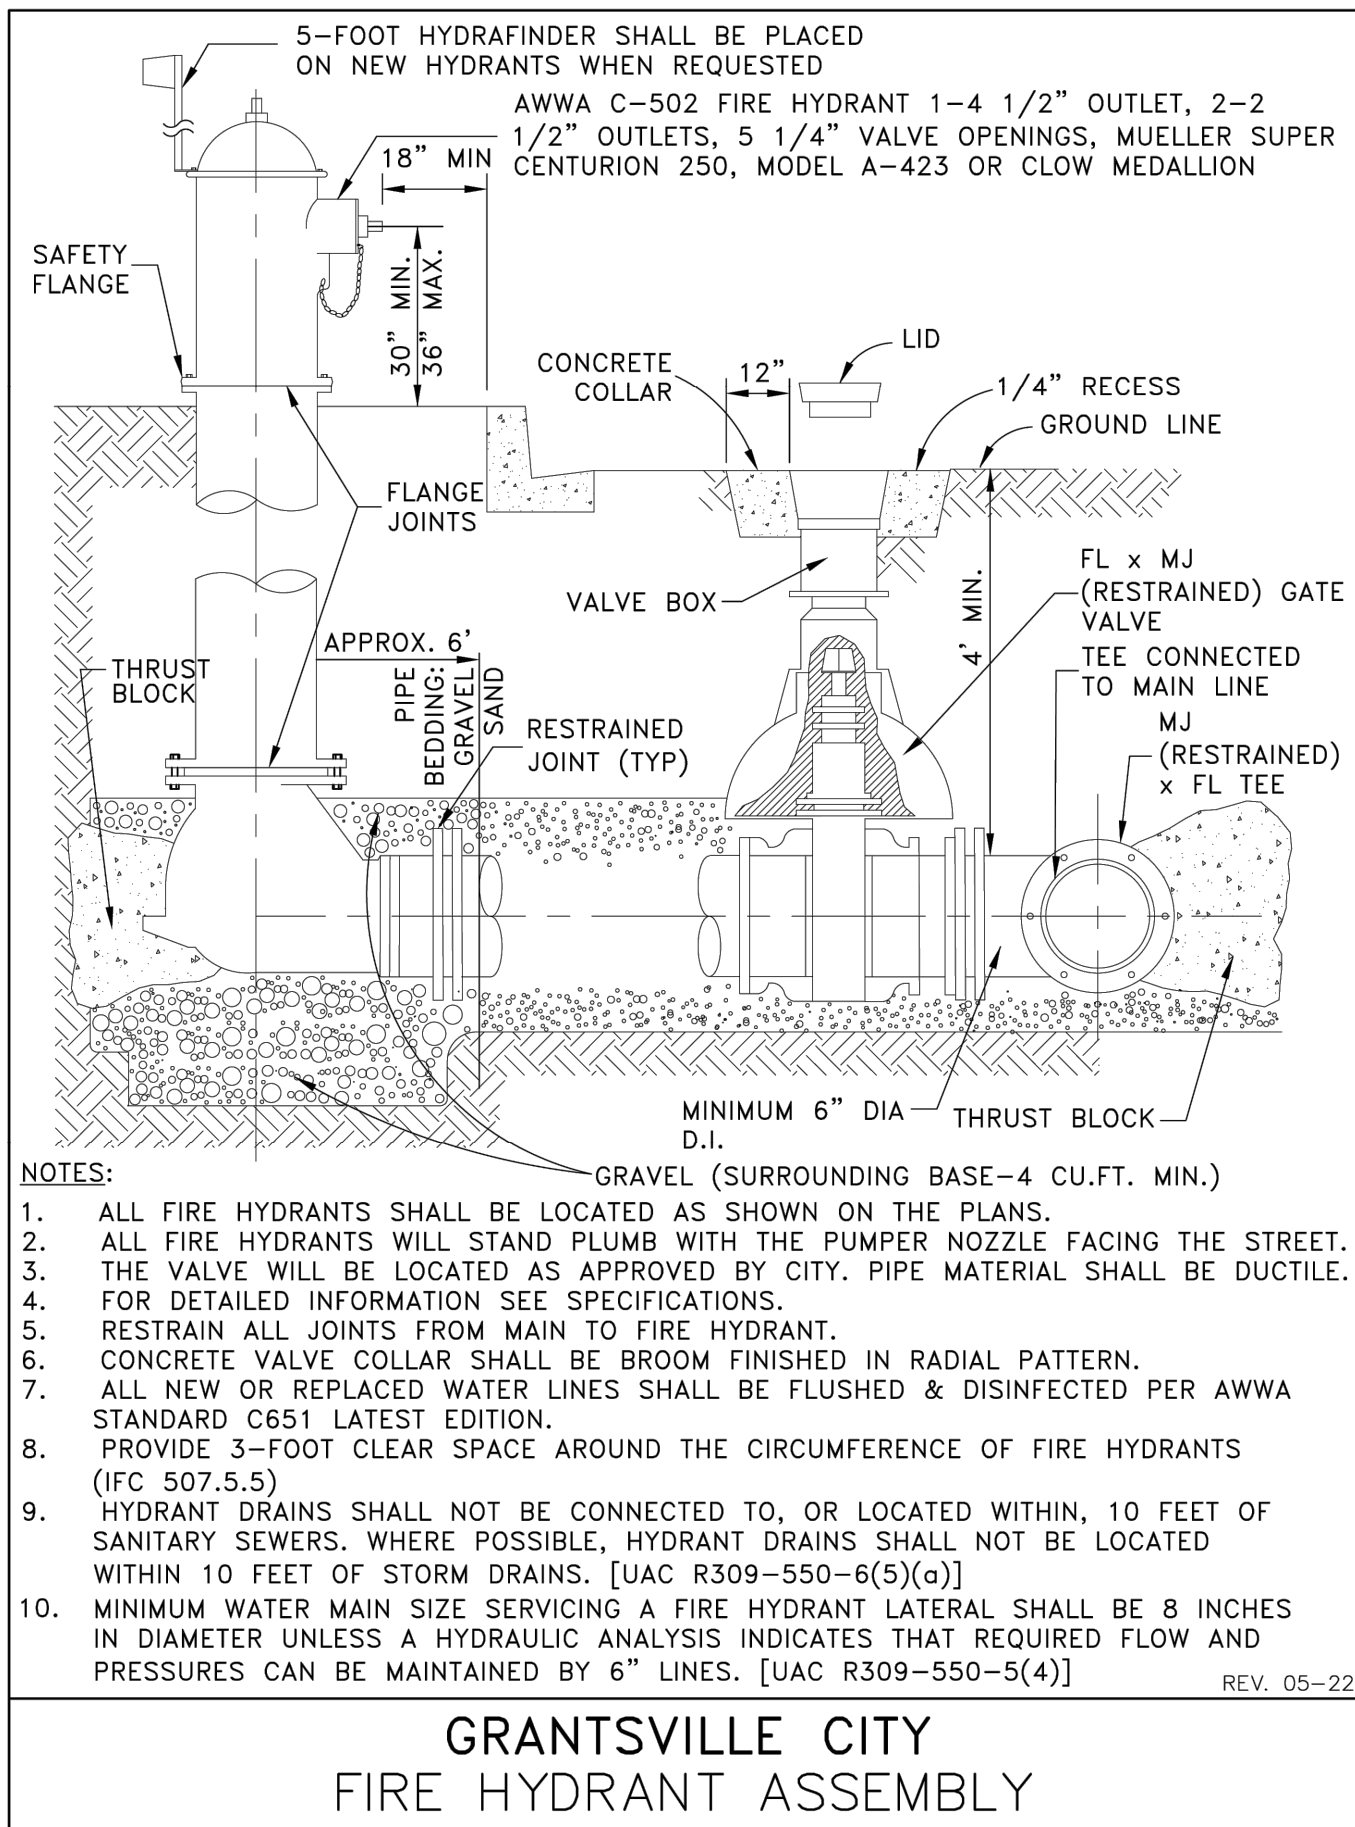 5-FOOT HYDRAFINDER SHALL BE PLACED
ON NEW HYDRANTS WHEN REQUESTED
AWWA C-502 FIRE HYDRANT 1-4 1/2" OUTLET, 2-2
1/2" OUTLETS, 5 1/4" VALVE OPENINGS, MUELLER SUPER
CENTURION 250, MODEL A-423 OR CLOW MEDALLION
18" MIN
SAFETY
FLANGE
30" MIN.
36" MAX.
CONCRETE
COLLAR
12"
LID
1/4" RECESS
GROUND LINE
FLANGE
JOINTS
VALVE BOX
4' MIN.
FL x MJ
(RESTRAINED) GATE
VALVE
APPROX. 6'
THRUST
BLOCK
PIPE
BEDDING:
GRAVEL
SAND
TEE CONNECTED
TO MAIN LINE
RESTRAINED
JOINT (TYP)
MJ
(RESTRAINED)
x FL TEE
MINIMUM 6" DIA
D.I.
THRUST BLOCK
GRAVEL (SURROUNDING BASE-4 CU.FT. MIN.)
NOTES:
1. ALL FIRE HYDRANTS SHALL BE LOCATED AS SHOWN ON THE PLANS.
2. ALL FIRE HYDRANTS WILL STAND PLUMB WITH THE PUMPER NOZZLE FACING THE STREET.
3. THE VALVE WILL BE LOCATED AS APPROVED BY CITY. PIPE MATERIAL SHALL BE DUCTILE.
4. FOR DETAILED INFORMATION SEE SPECIFICATIONS.
5. RESTRAIN ALL JOINTS FROM MAIN TO FIRE HYDRANT.
6. CONCRETE VALVE COLLAR SHALL BE BROOM FINISHED IN RADIAL PATTERN.
7. ALL NEW OR REPLACED WATER LINES SHALL BE FLUSHED & DISINFECTED PER AWWA
STANDARD C651 LATEST EDITION.
8. PROVIDE 3-FOOT CLEAR SPACE AROUND THE CIRCUMFERENCE OF FIRE HYDRANTS
(IFC 507.5.5)
9. HYDRANT DRAINS SHALL NOT BE CONNECTED TO, OR LOCATED WITHIN, 10 FEET OF
SANITARY SEWERS. WHERE POSSIBLE, HYDRANT DRAINS SHALL NOT BE LOCATED
WITHIN 10 FEET OF STORM DRAINS. [UAC R309-550-6(5)(a)]
10. MINIMUM WATER MAIN SIZE SERVICING A FIRE HYDRANT LATERAL SHALL BE 8 INCHES
IN DIAMETER UNLESS A HYDRAULIC ANALYSIS INDICATES THAT REQUIRED FLOW AND
PRESSURES CAN BE MAINTAINED BY 6" LINES. [UAC R309-550-5(4)]
REV. 05-22
GRANTSVILLE CITY
FIRE HYDRANT ASSEMBLY